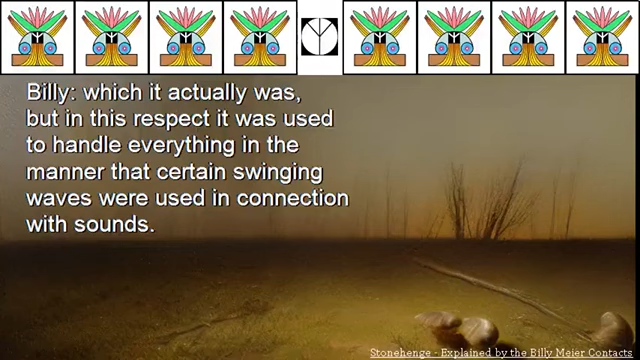 Billy: which it actually was,
but in this respect it was used
to handle everything in the
manner that certain swinging
waves were used in connection
with sounds.
Stonehenge - Explained by the Billy Meier Contacts